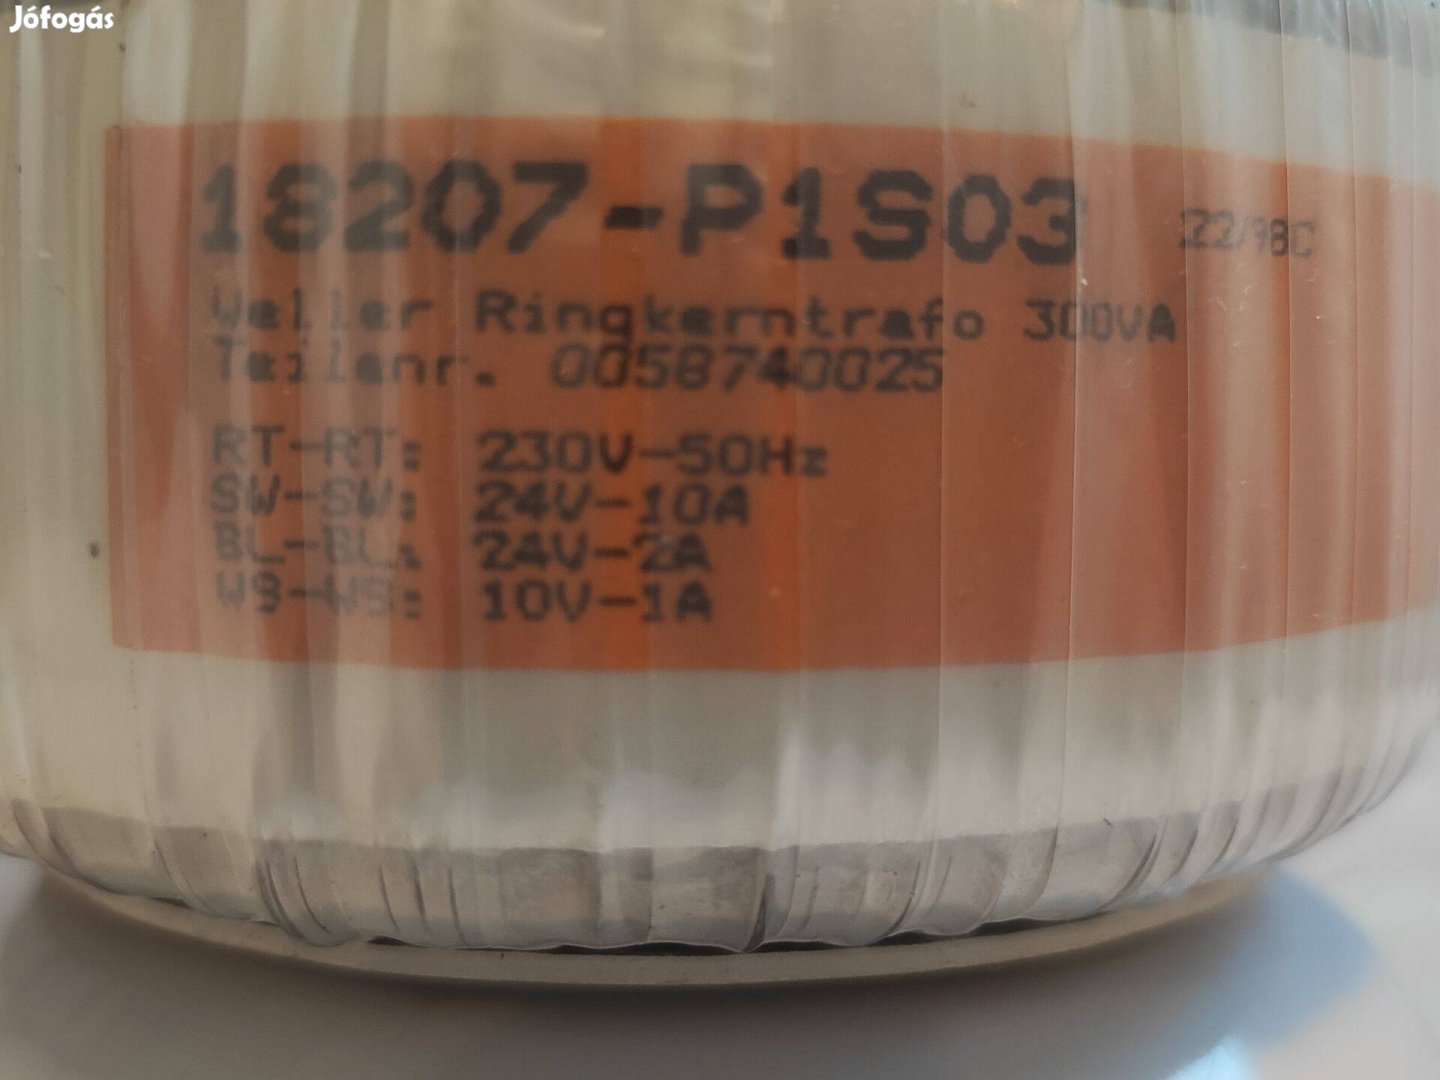 Jófogás
18207-P1S03 22/98C
Weller Ringkerntrafo 300VA
Teilenr. 0058740025
RT-RT: 230V-50Hz
SW-SW: 24V-10A
BL-BL: 24V-2A
WS-WS: 10V-1A